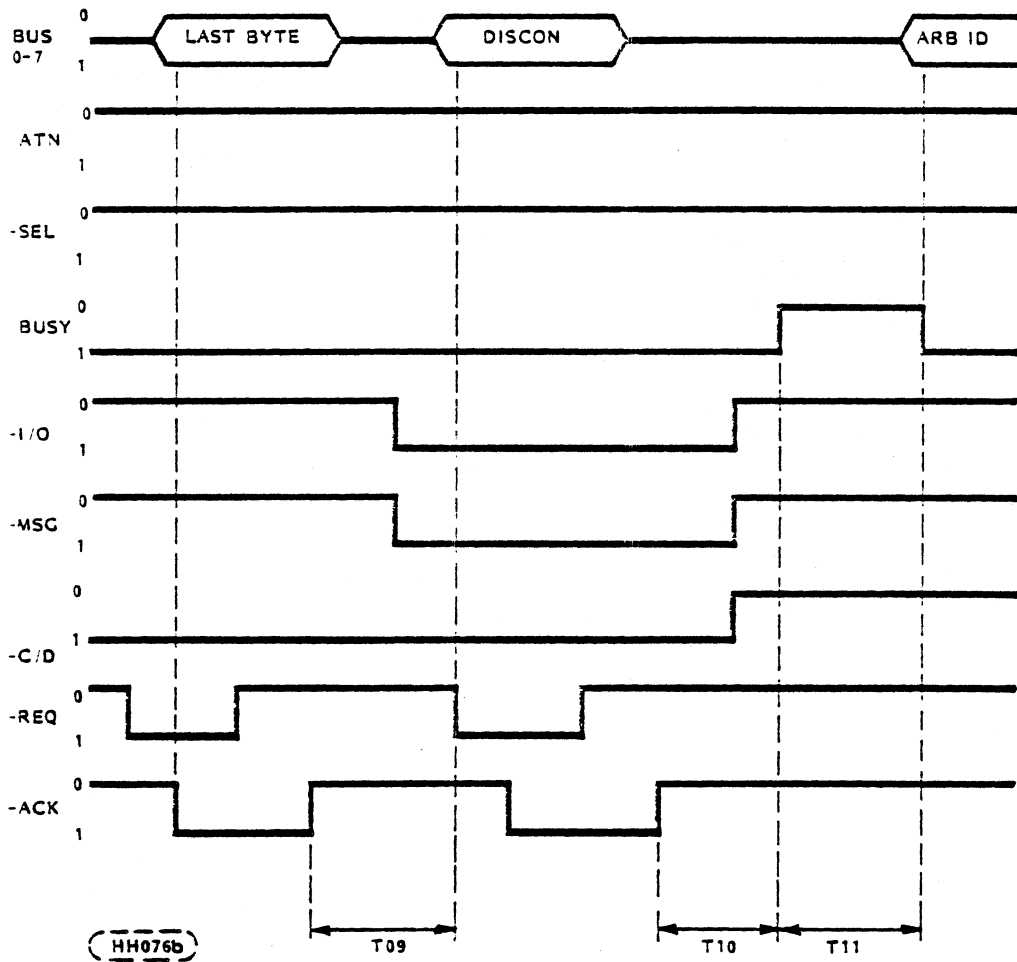 0
BUS LAST BYTE DISCON ARB ID
0-7
1
0
ATN
1
0
-SEL
1
0
BUSY
1
0
-I/O
1
0
-MSG
1
0
1
-C/D
0
-REQ
1
0
-ACK
1
HH076b T09 T10 T11